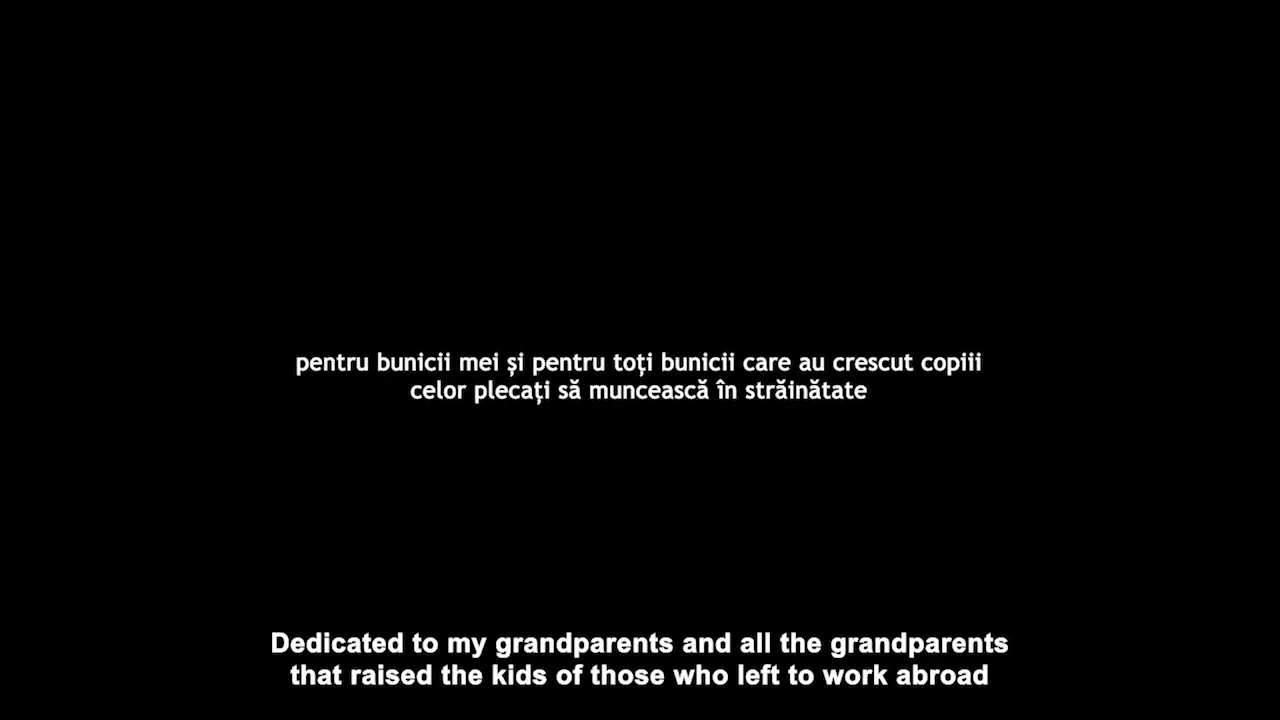 pentru bunicii mei și pentru toți bunicii care au crescut copiii
celor plecați să muncească în străinătate
Dedicated to my grandparents and all the grandparents
that raised the kids of those who left to work abroad